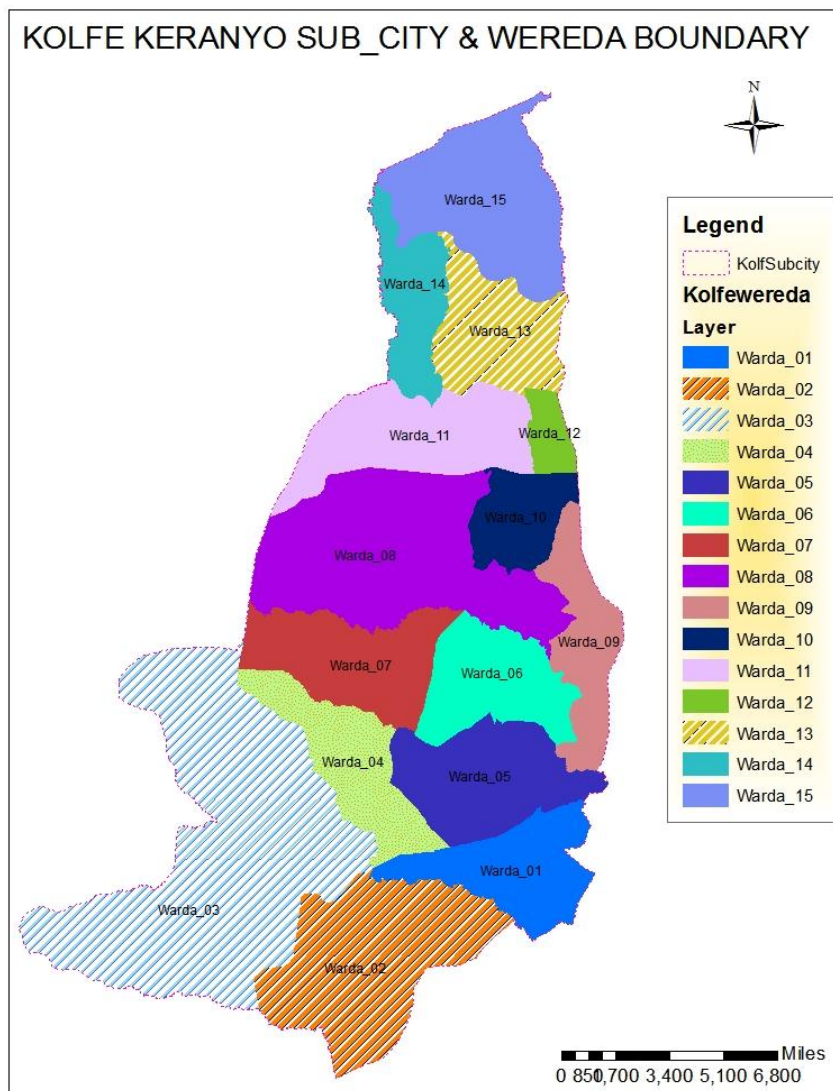 KOLFE KERANYO SUB_CITY & WEREDA BOUNDARY
N
Warda_15
Warda_14
Warda_13
Warda_11
Warda_12
Warda_10
Warda_08
Warda_09
Warda_07
Warda_06
Warda_04
Warda_05
Warda_01
Warda_03
Warda_02
Legend
KolfSubcity
Kolfewereda
Layer
Warda_01
Warda_02
Warda_03
Warda_04
Warda_05
Warda_06
Warda_07
Warda_08
Warda_09
Warda_10
Warda_11
Warda_12
Warda_13
Warda_14
Warda_15
Miles
0 850 1,700 3,400 5,100 6,800